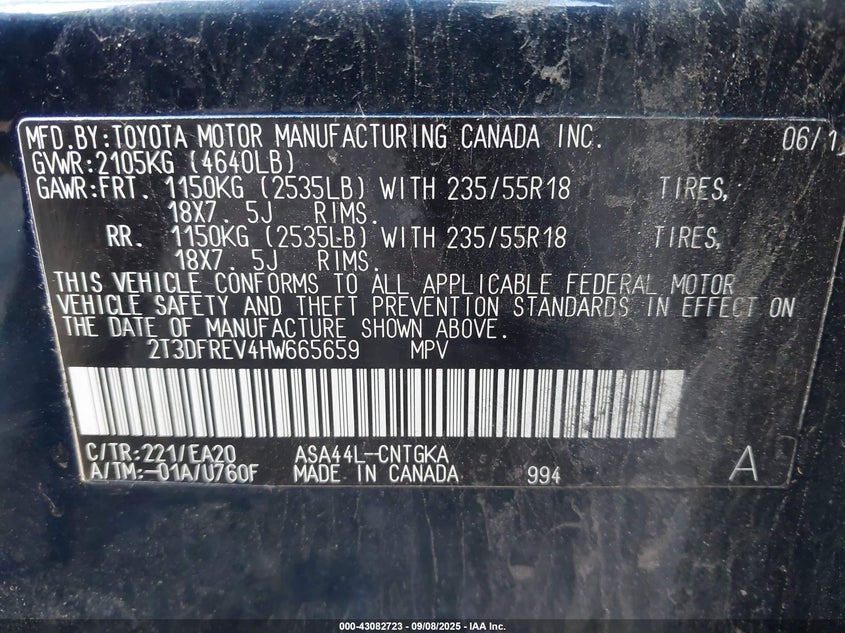 MFD.BY:TOYOTA MOTOR MANUFACTURING CANADA INC. 06/1
GVWR:2105KG (4640LB)
GAWR:FRT. 1150KG (2535LB) WITH 235/55R18 TIRES,
18X7. 5J RIMS.
RR. 1150KG (2535LB) WITH 235/55R18 TIRES,
18X7. 5J RIMS.
THIS VEHICLE CONFORMS TO ALL APPLICABLE FEDERAL MOTOR
VEHICLE SAFETY AND THEFT PREVENTION STANDARDS IN EFFECT ON
THE DATE OF MANUFACTURE SHOWN ABOVE.
2T3DFREV4HW665659 MPV
C/TR:221/EA20 ASA44L-CNTGKA
A/TM:-01A/U760F MADE IN CANADA 994 A
000-43082723 - 09/08/2025 - IAA Inc.